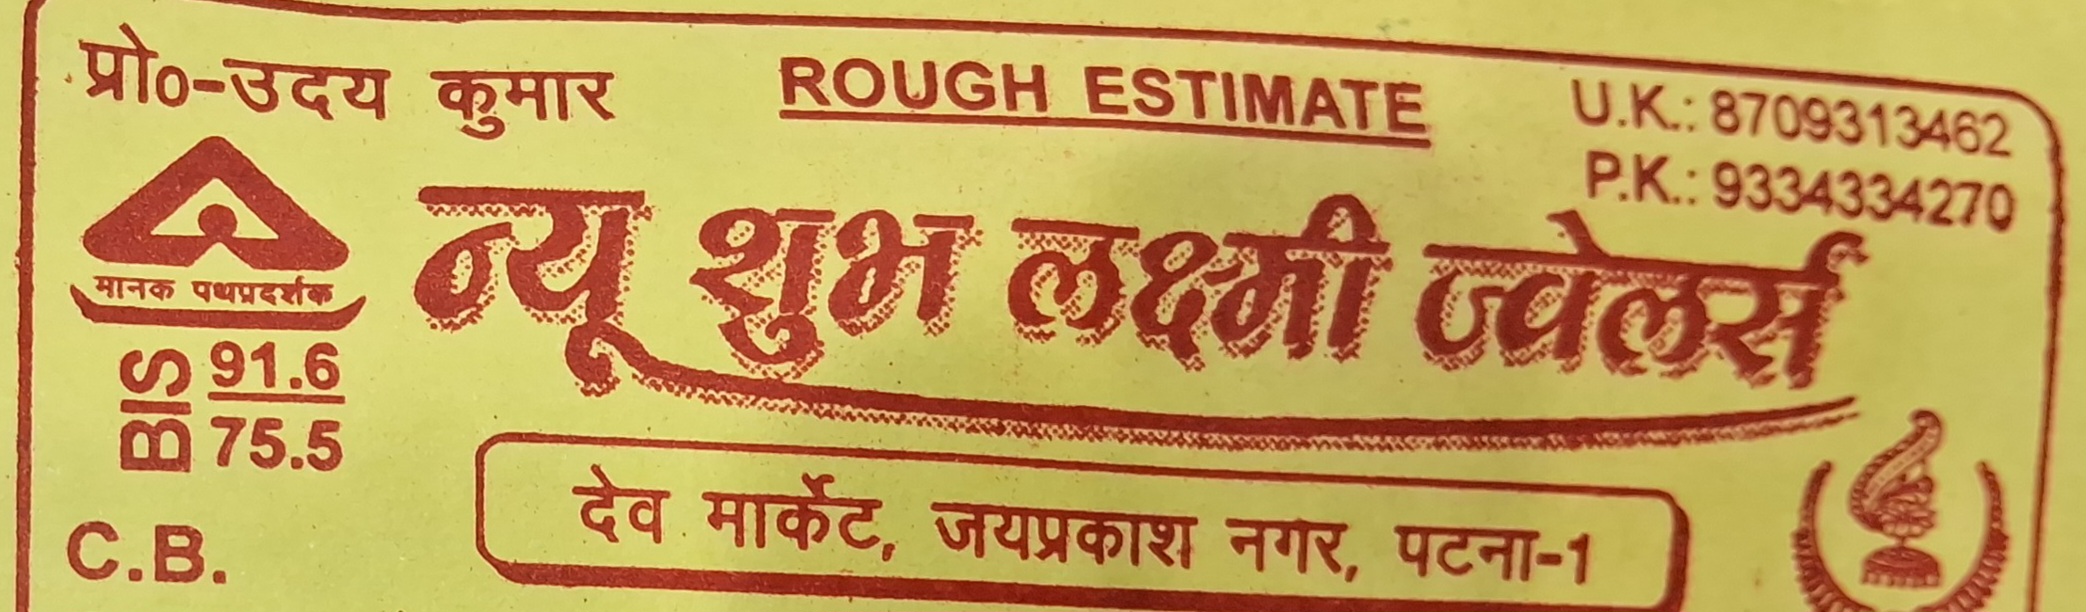 प्रो०-उदय कुमार
ROUGH ESTIMATE
U.K.: 8709313462
P.K.: 9334334270
मानक पथप्रदर्शक
BIS 91.6
75.5
न्यू शुभ लक्ष्मी ज्वेलर्स
देव मार्केट, जयप्रकाश नगर, पटना-1
C.B.